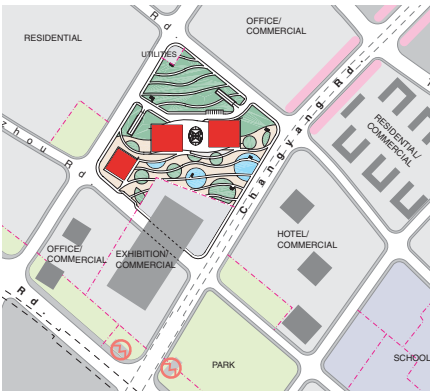 Rd.
OFFICE/
COMMERCIAL
RESIDENTIAL
UTILITIES
Changyang Rd.
RESIDENTIAL/
COMMERCIAL
zhou Rd
HOTEL/
COMMERCIAL
OFFICE/
COMMERCIAL
EXHIBITION/
COMMERCIAL
Rd.
PARK
SCHOOL